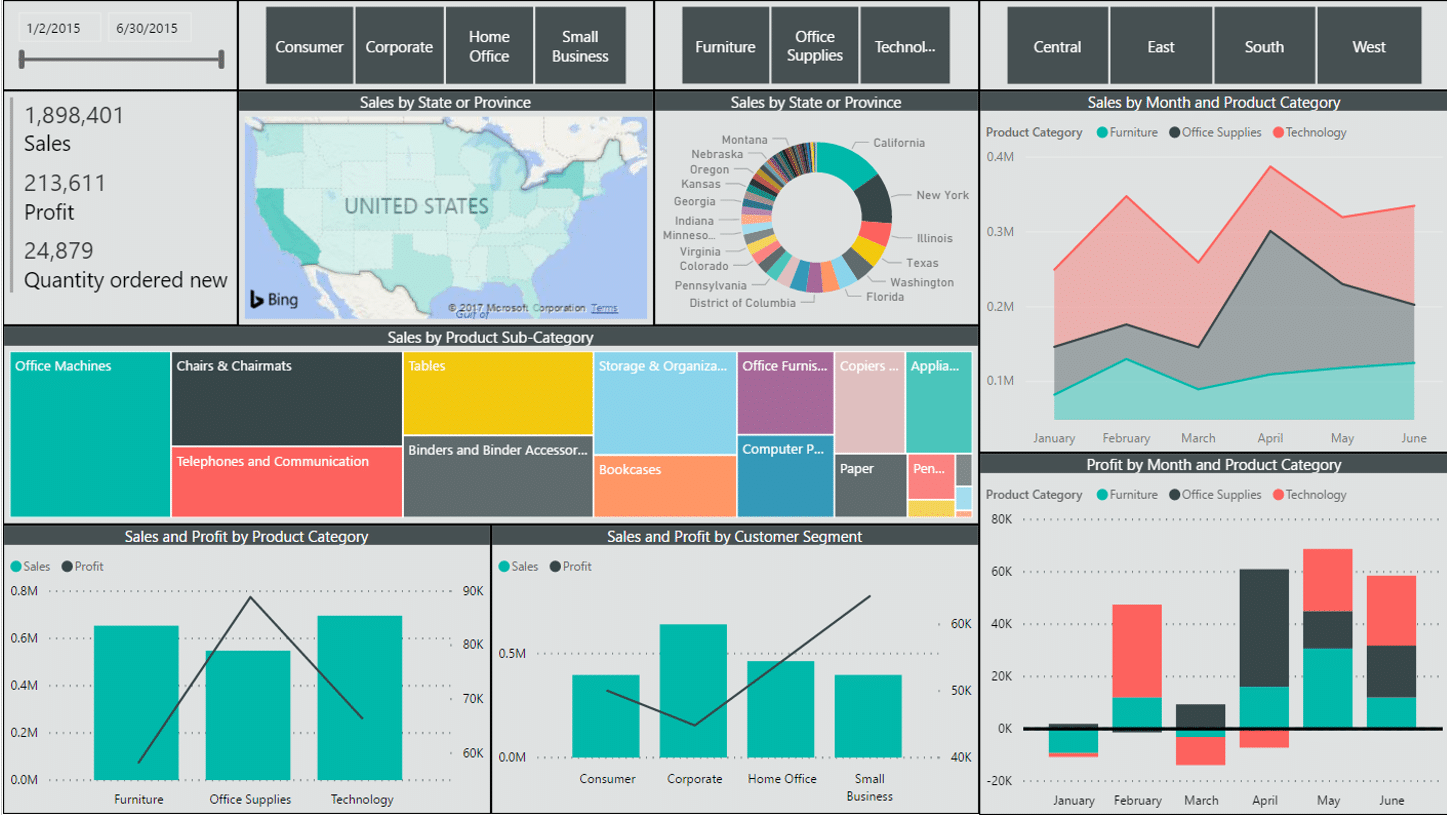 1/2/2015
6/30/2015
Consumer
Corporate
Home
Office
Small
Business
Furniture
Office
Supplies
Technol...
Central
East
South
West
1,898,401
Sales
213,611
Profit
24,879
Quantity ordered new
Sales by State or Province
UNITED STATES
Bing
© 2017 Microsoft Corporation Terms
Gulf of
Sales by State or Province
Montana
Nebraska
Oregon
Kansas
Georgia
Indiana
Minneso...
Virginia
Colorado
Pennsylvania
District of Columbia
California
New York
Illinois
Texas
Washington
Florida
Sales by Month and Product Category
Product Category Furniture Office Supplies Technology
0.4M
0.3M
0.2M
0.1M
January February March April May June
Sales by Product Sub-Category
Office Machines
Chairs & Chairmats
Telephones and Communication
Tables
Binders and Binder Accessor...
Storage & Organiza...
Bookcases
Office Furnis...
Computer P...
Copiers ...
Paper
Applia...
Pen...
Sales and Profit by Product Category
Sales Profit
0.8M
0.6M
0.4M
0.2M
0.0M
90K
80K
70K
60K
Furniture Office Supplies Technology
Sales and Profit by Customer Segment
Sales Profit
0.5M
0.0M
60K
50K
40K
Consumer Corporate Home Office Small
Business
Profit by Month and Product Category
Product Category Furniture Office Supplies Technology
80K
60K
40K
20K
0K
-20K
January February March April May June